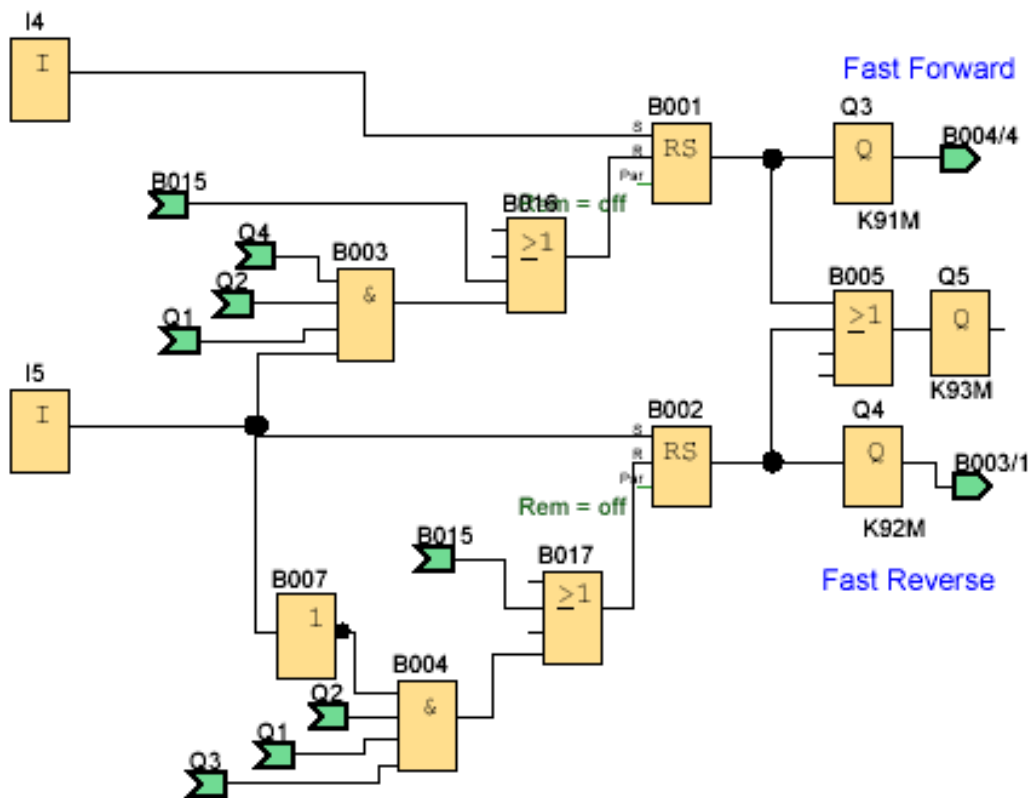 I4
I
Fast Forward
B001
Q3
S
R
RS
Par
Q
B004/4
B015
Rem = off
B016
≥1
K91M
Q4
B003
Q2
&
Q1
B005
Q5
≥1
Q
K93M
I5
I
B002
Q4
S
R
RS
Par
Q
B003/1
Rem = off
K92M
B015
B017
≥1
Fast Reverse
B007
1
B004
Q2
&
Q1
Q3